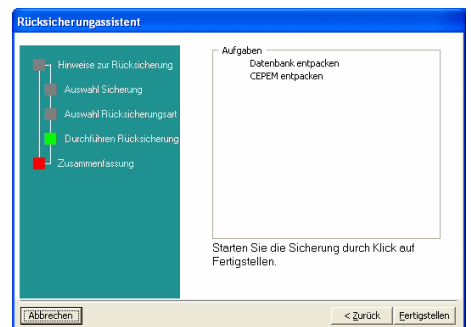 Rücksicherungassistent
Hinweise zur Rücksicherung
Auswahl Sicherung
Auswahl Rücksicherungsart
Durchführen Rücksicherung
Zusammenfassung
Aufgaben
Datenbank entpacken
CEPEM entpacken
Starten Sie die Sicherung durch Klick auf
Fertigstellen.
Abbrechen
< Zurück
Fertigstellen